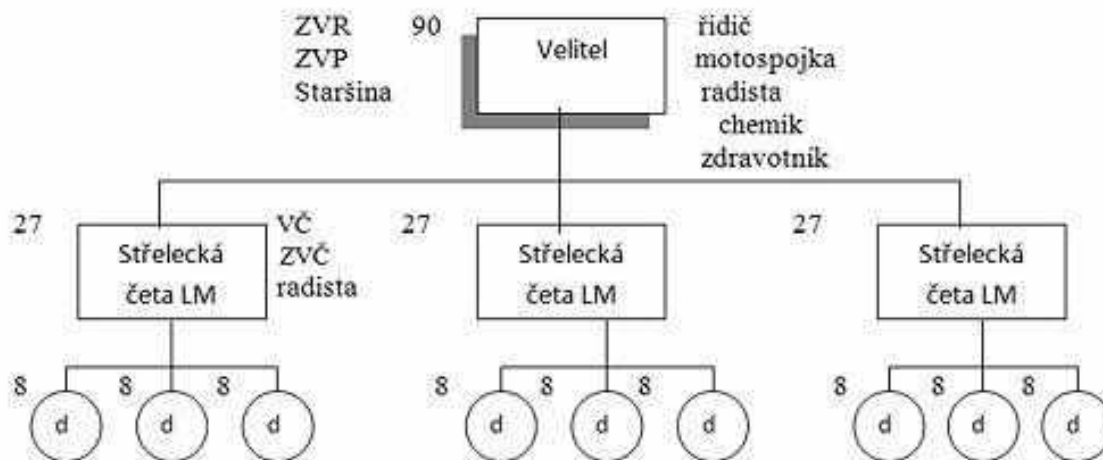 ZVR
ZVP
Staršina
90
Velitel
řidič
motospojka
radista
chemik
zdravotník
27
Střelecká
četa LM
VČ
ZVČ
radista
27
Střelecká
četa LM
27
Střelecká
četa LM
8
d
8
d
8
d
8
d
8
d
8
d
8
d
8
d
8
d